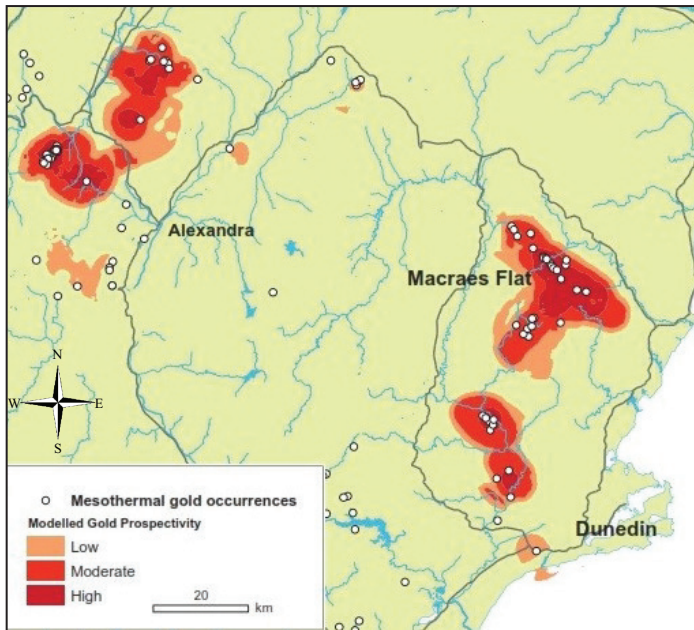 Alexandra
Macraes Flat
N
W E
S
Mesothermal gold occurrences
Modelled Gold Prospectivity
Low
Moderate
High
20
km
Dunedin